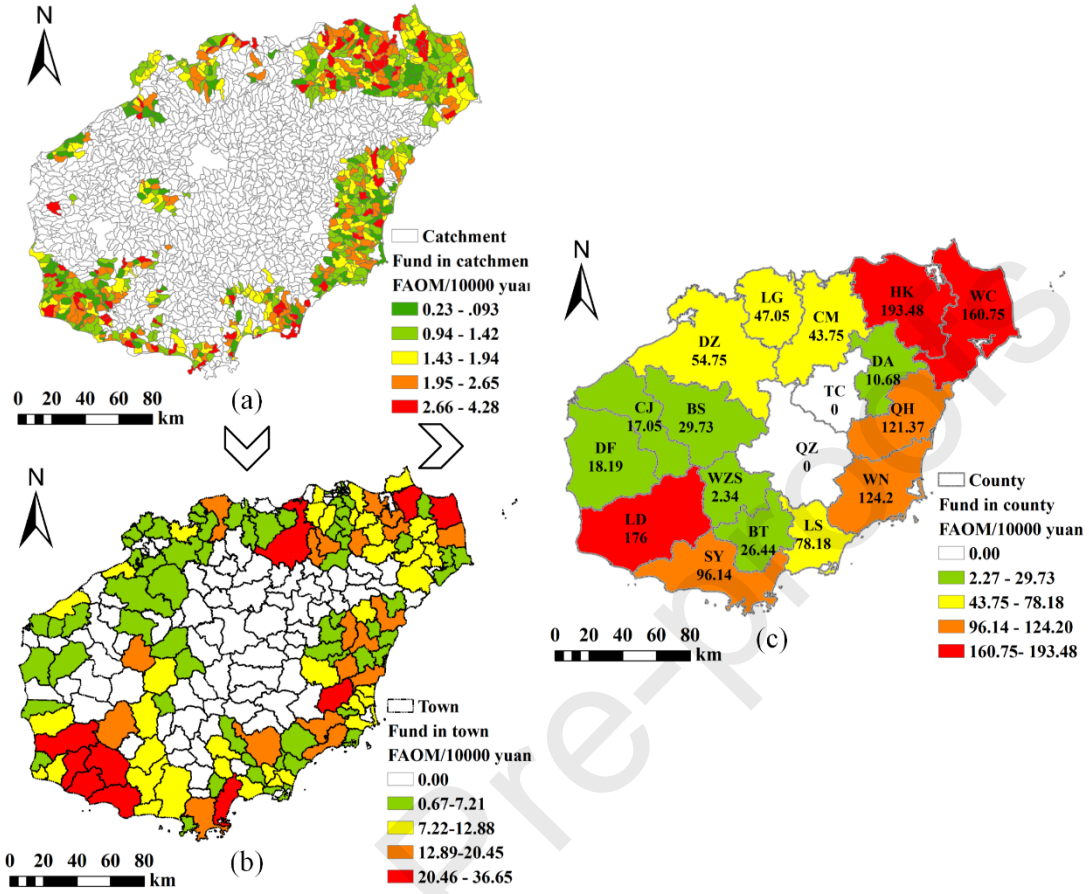 N
Catchment
Fund in catchmen
FAOM/10000 yuan
0.23 - .093
0.94 - 1.42
1.43 - 1.94
1.95 - 2.65
2.66 - 4.28
0 20 40 60 80
km
(a)
N
Town
Fund in town
FAOM/10000 yuan
0.00
0.67-7.21
7.22-12.88
12.89-20.45
20.46 - 36.65
0 20 40 60 80
km
(b)
N
HK
193.48
WC
160.75
LG
47.05
CM
43.75
DZ
54.75
DA
10.68
TC
0
CJ
17.05
BS
29.73
QH
121.37
DF
18.19
QZ
0
WZS
2.34
WN
124.2
LD
176
BT
26.44
LS
78.18
SY
96.14
County
Fund in county
FAOM/10000 yuan
0.00
2.27 - 29.73
43.75 - 78.18
96.14 - 124.20
160.75- 193.48
0 20 40 60 80
km
(c)
Pre-proofs